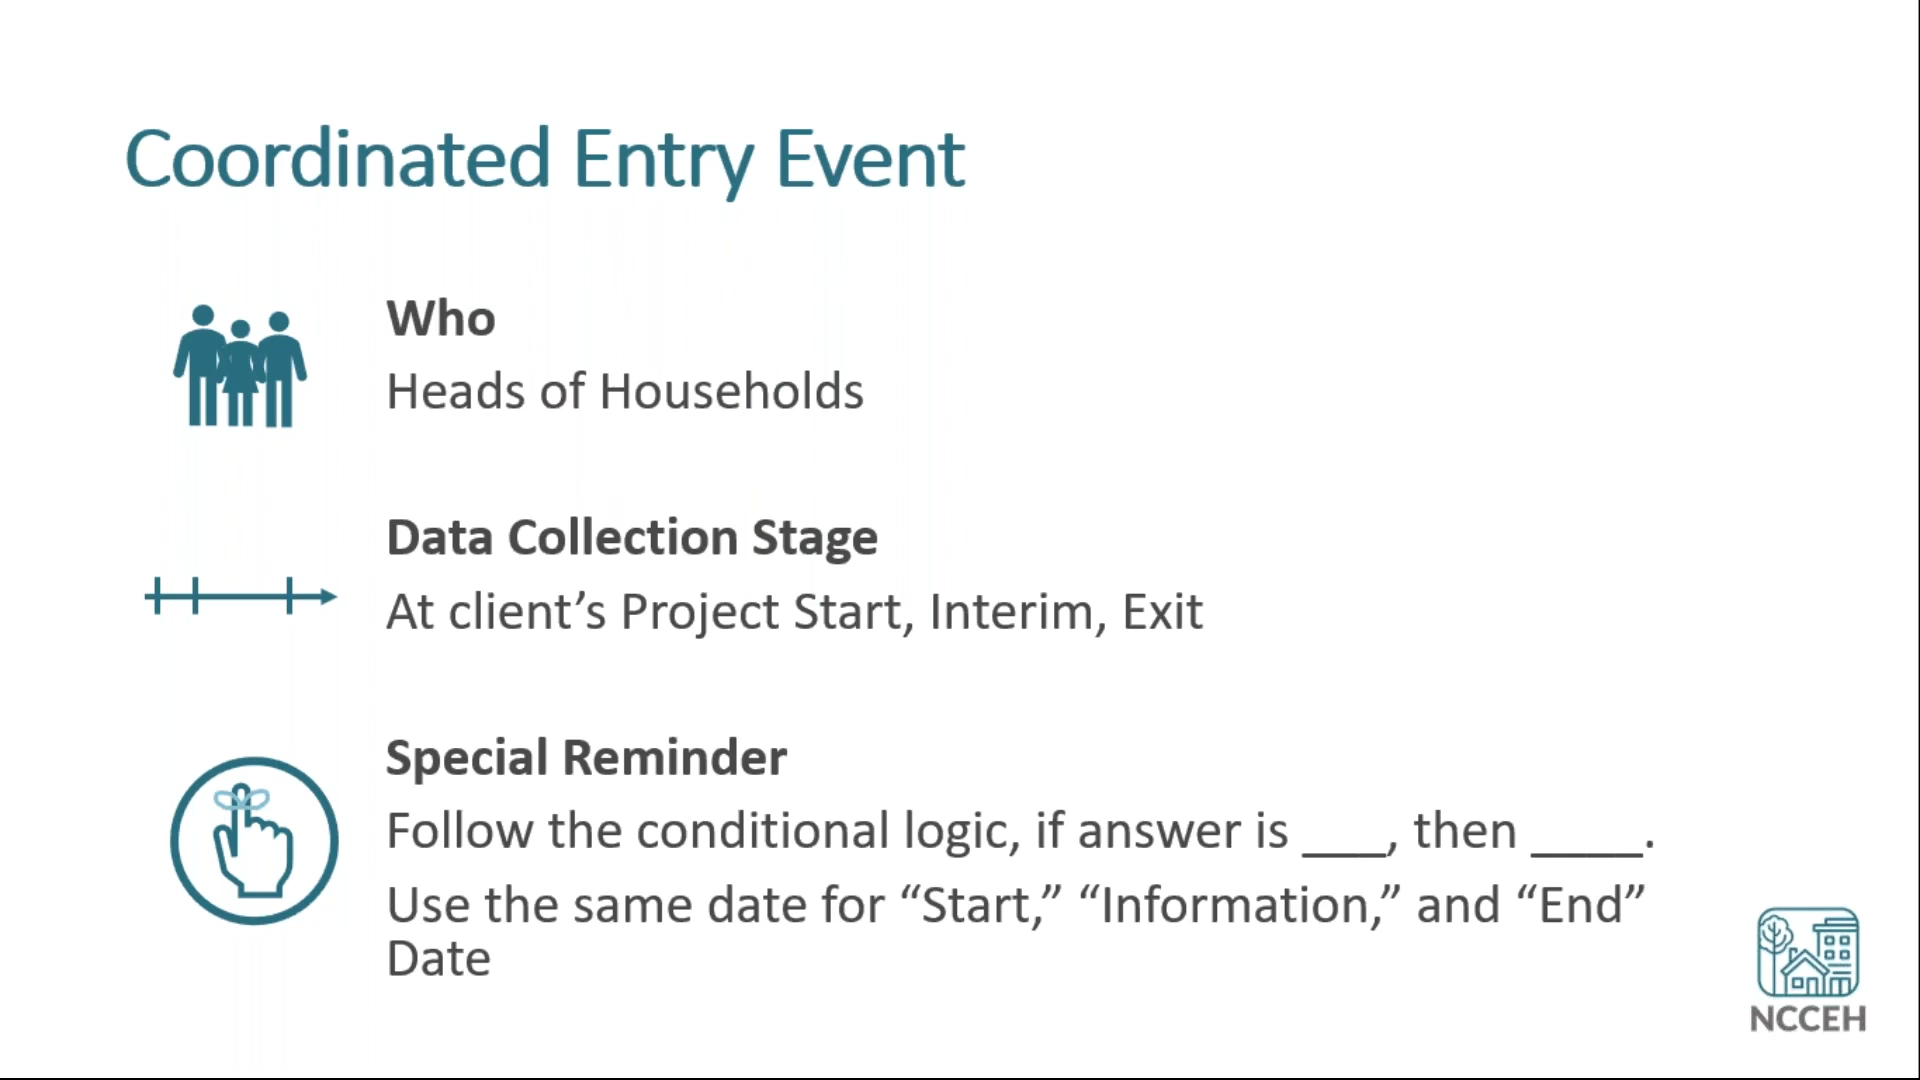 Coordinated Entry Event
Who
Heads of Households
Data Collection Stage
At client’s Project Start, Interim, Exit
Special Reminder
Follow the conditional logic, if answer is ___, then ____.
Use the same date for “Start,” “Information,” and “End”
Date
NCCEH